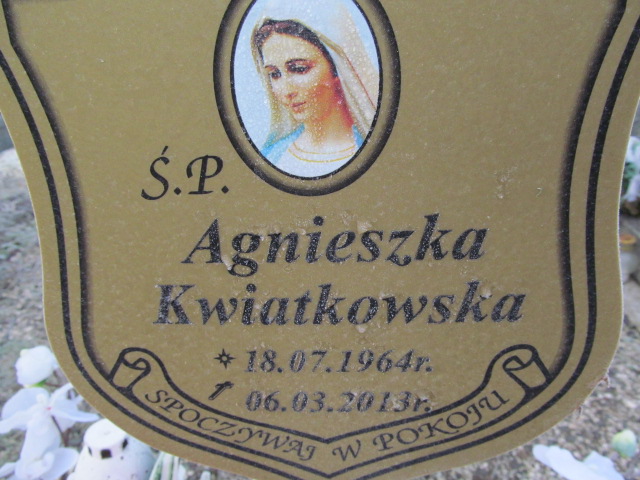 Ś.P.
Agnieszka
Kwiatkowska
18.07.1964r.
06.03.2013r.
SPOCZYWAJ W POKOJU